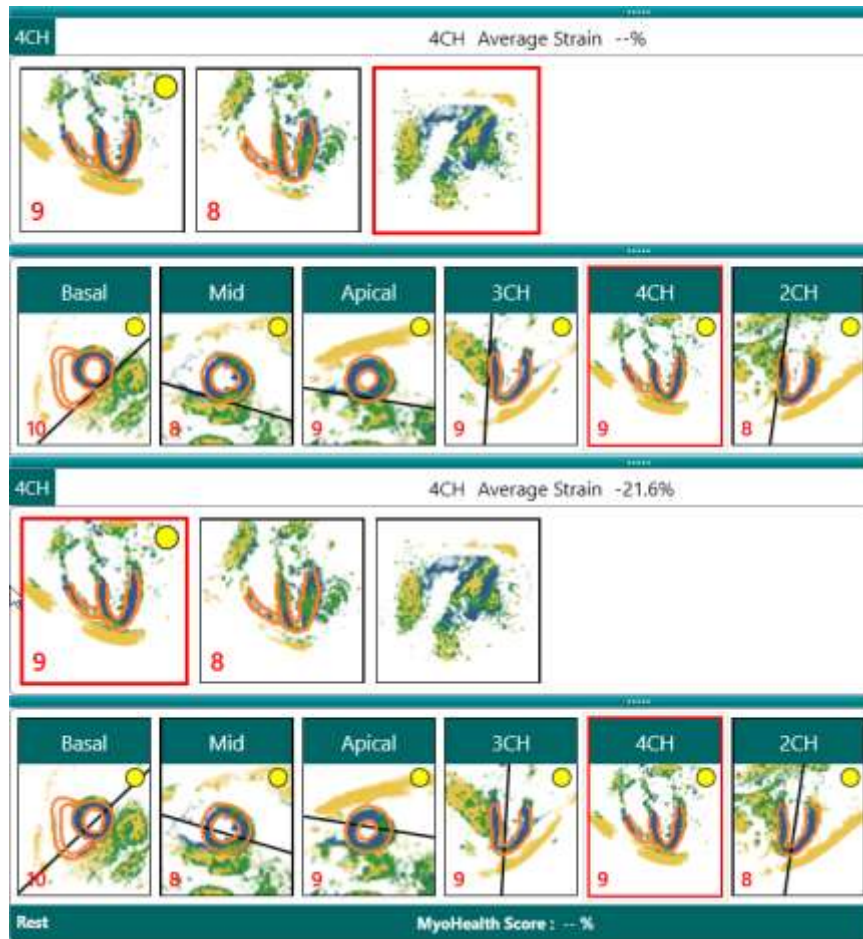 4CH 4CH Average Strain --%
9 8
Basal Mid Apical 3CH 4CH 2CH
10 8 9 9 9 8
4CH 4CH Average Strain -21.6%
9 8
Basal Mid Apical 3CH 4CH 2CH
10 8 9 9 9 8
Rest MyoHealth Score : -- %